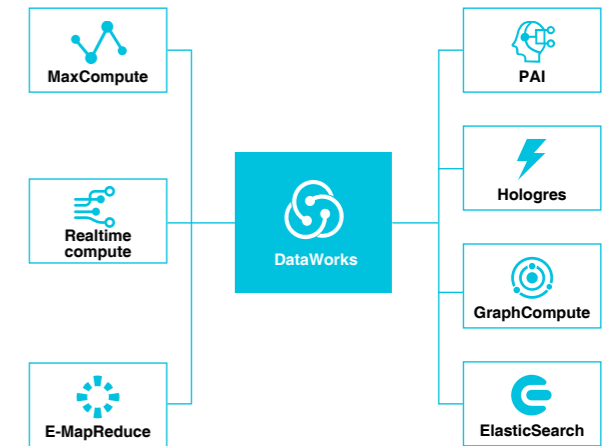 MaxCompute
Realtime
compute
E-MapReduce
DataWorks
PAI
Hologres
GraphCompute
ElasticSearch